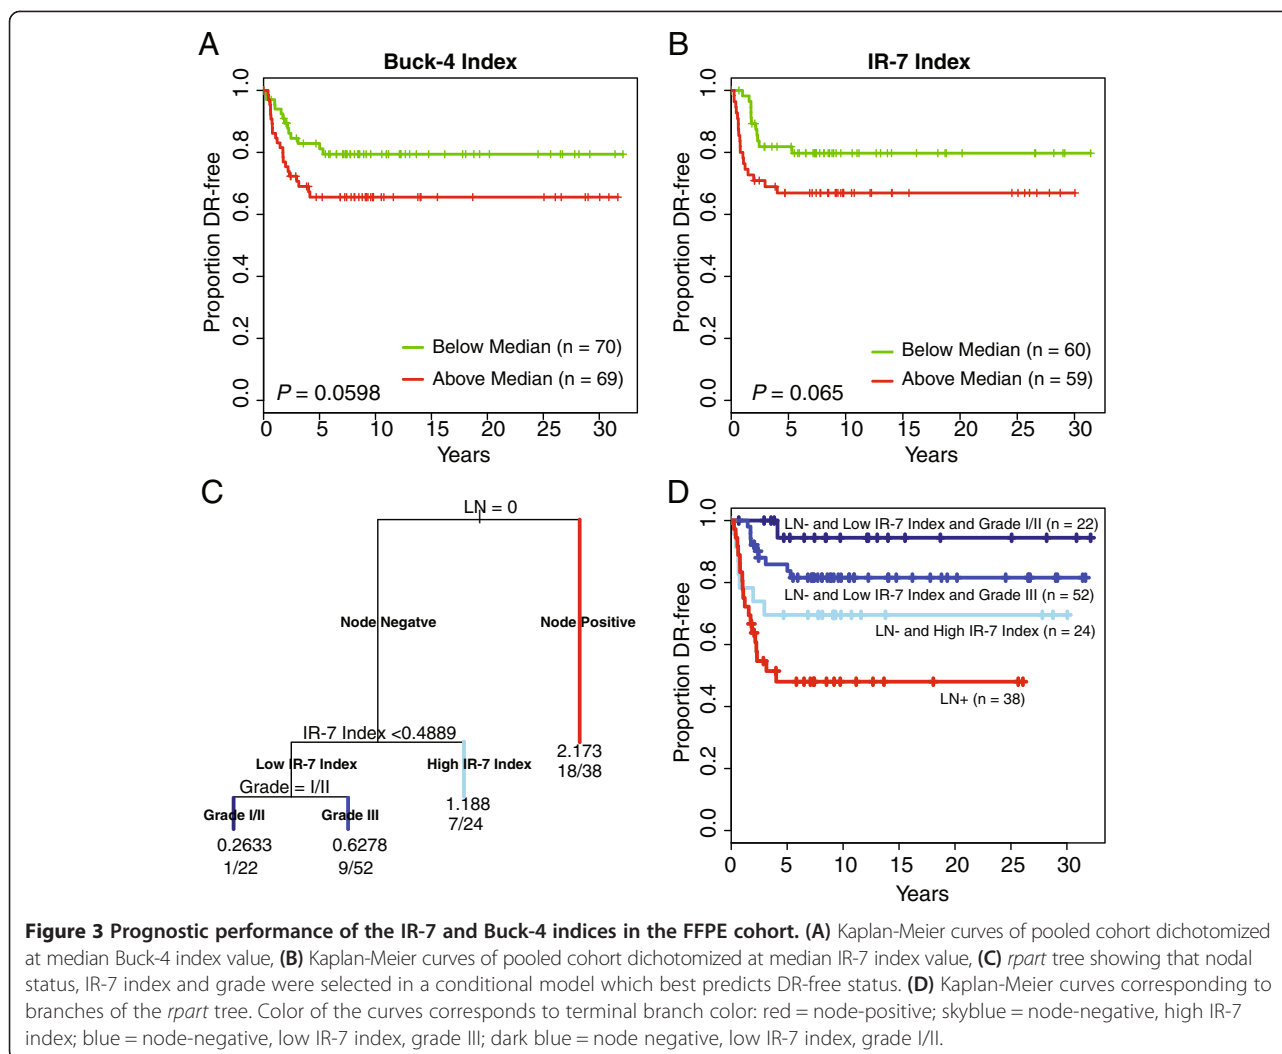 A
Buck-4 Index
Proportion DR-free
1.0
0.8
0.6
0.4
0.2
0.0
Below Median (n = 70)
Above Median (n = 69)
P = 0.0598
0 5 10 15 20 25 30
Years
B
IR-7 Index
Proportion DR-free
1.0
0.8
0.6
0.4
0.2
0.0
Below Median (n = 60)
Above Median (n = 59)
P = 0.065
0 5 10 15 20 25 30
Years
C
LN = 0
Node Negatve
Node Positive
IR-7 Index <0.4889
2.173
18/38
Low IR-7 Index
High IR-7 Index
Grade = I/II
1.188
7/24
Grade I/II
Grade III
0.2633
0.6278
1/22
9/52
D
Proportion DR-free
1.0
0.8
0.6
0.4
0.2
0.0
LN- and Low IR-7 Index and Grade I/II (n = 22)
LN- and Low IR-7 Index and Grade III (n = 52)
LN- and High IR-7 Index (n = 24)
LN+ (n = 38)
0 5 10 15 20 25 30
Years
Figure 3 Prognostic performance of the IR-7 and Buck-4 indices in the FFPE cohort. (A) Kaplan-Meier curves of pooled cohort dichotomized
at median Buck-4 index value, (B) Kaplan-Meier curves of pooled cohort dichotomized at median IR-7 index value, (C) rpart tree showing that nodal
status, IR-7 index and grade were selected in a conditional model which best predicts DR-free status. (D) Kaplan-Meier curves corresponding to
branches of the rpart tree. Color of the curves corresponds to terminal branch color: red = node-positive; skyblue = node-negative, high IR-7
index; blue = node-negative, low IR-7 index, grade III; dark blue = node negative, low IR-7 index, grade I/II.